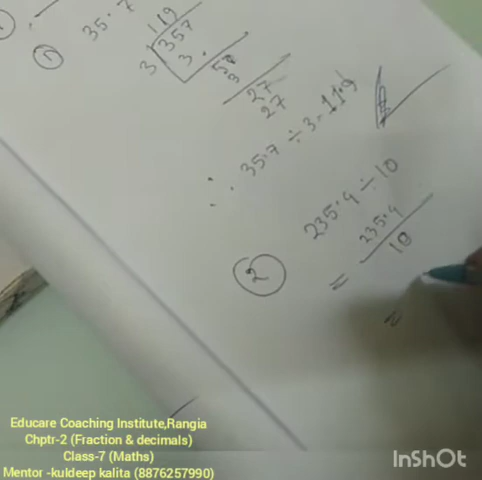 ① 35.7
119
3 357
3
5
3
27
27
∴ 35.7 ÷ 3 = 11.9
② 235.4 ÷ 10
= 235.4
10
=
Educare Coaching Institute,Rangia
Chptr-2 (Fraction & decimals)
Class-7 (Maths)
Mentor -kuldeep kalita (8876257990)
InShOt